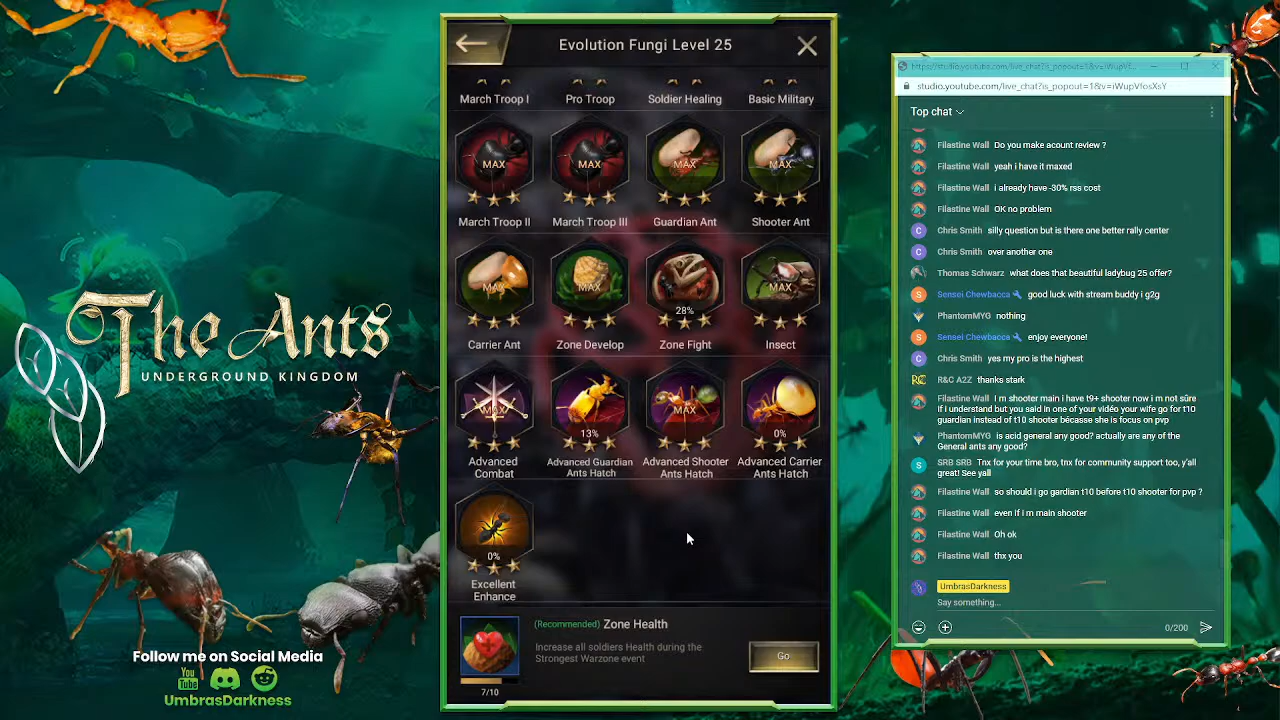 Evolution Fungi Level 25
March Troop I
Pro Troop
Soldier Healing
Basic Military
MAX
MAX
MAX
MAX
March Troop II
March Troop III
Guardian Ant
Shooter Ant
MAX
MAX
28%
MAX
Carrier Ant
Zone Develop
Zone Fight
Insect
MAX
13%
MAX
0%
Advanced
Combat
Advanced Guardian
Ants Hatch
Advanced Shooter
Ants Hatch
Advanced Carrier
Ants Hatch
0%
Excellent
Enhance
(Recommended) Zone Health
Increase all soldiers Health during the
Strongest Warzone event
7/10
Go
The Ants
UNDERGROUND KINGDOM
Follow me on Social Media
You
Tube
UmbrasDarkness
studio.youtube.com/live_chat?is_popout=1&v=iWupVfosXsY
Top chat
Filastine Wall Do you make acount review ?
Filastine Wall yeah i have it maxed
Filastine Wall i already have -30% rss cost
Filastine Wall OK no problem
C Chris Smith silly question but is there one better rally center
C Chris Smith over another one
Thomas Schwarz what does that beautiful ladybug 25 offer?
S Sensei Chewbacca good luck with stream buddy i g2g
PhantomMYG nothing
S Sensei Chewbacca enjoy everyone!
C Chris Smith yes my pro is the highest
R&C A2Z thanks stark
Filastine Wall I m shooter main i have t9+ shooter now i m not sûre
if i understand but you said in one of your vidéo your wife go for t10
guardian instead of t10 shooter bécasse she is focus on pvp
PhantomMYG is acid general any good? actually are any of the
General ants any good?
S SRB SRB Tnx for your time bro, tnx for community support too, y'all
great! See yall
Filastine Wall so should i go gardian t10 before t10 shooter for pvp ?
Filastine Wall even if i m main shooter
Filastine Wall Oh ok
Filastine Wall thx you
UmbrasDarkness
Say something...
0/200